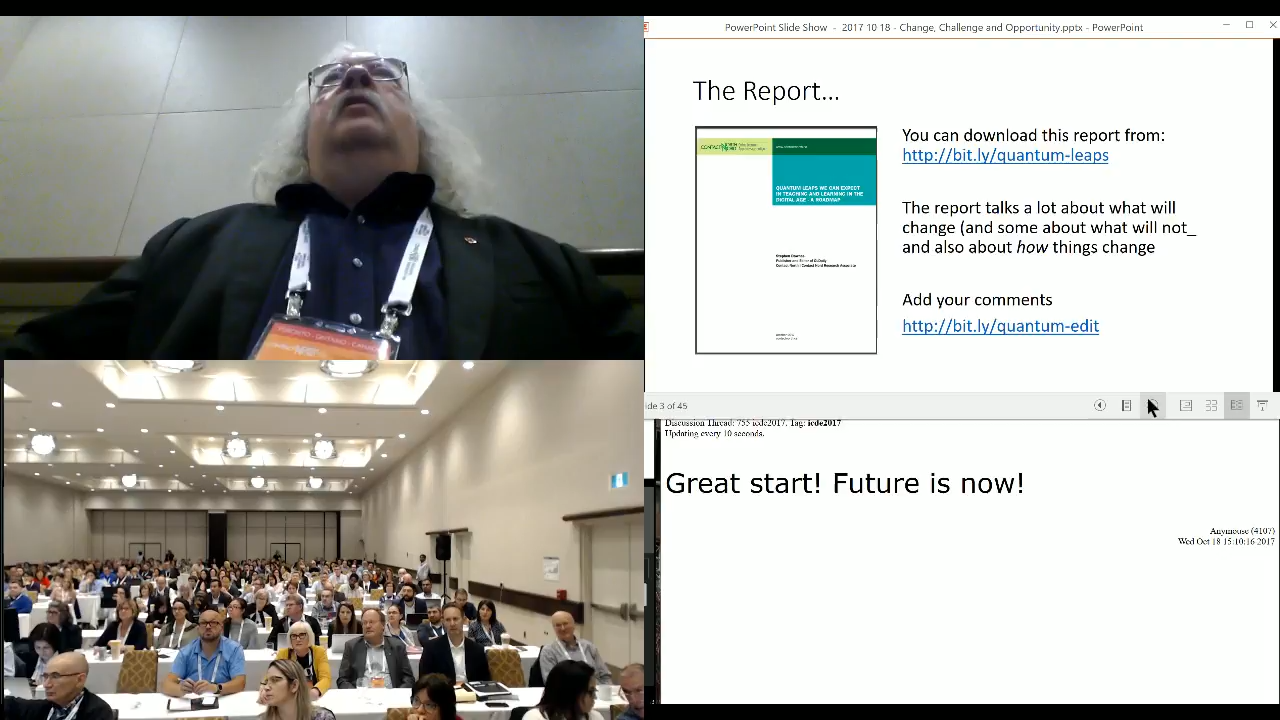 PowerPoint Slide Show - 2017 10 18 - Change, Challenge and Opportunity.pptx - PowerPoint
The Report...
QUANTUM LEAPS WE CAN EXPECT
IN TEACHING AND LEARNING IN THE
DIGITAL AGE - A ROADMAP
Stephen Downes
You can download this report from:
http://bit.ly/quantum-leaps
The report talks a lot about what will
change (and some about what will not_
and also about how things change
Add your comments
http://bit.ly/quantum-edit
ide 3 of 45
Discussion Thread: 755 icde2017. Tag: icde2017
Updating every 10 seconds.
Great start! Future is now!
Anymouse (4107)
Wed Oct 18 15:10:16 2017